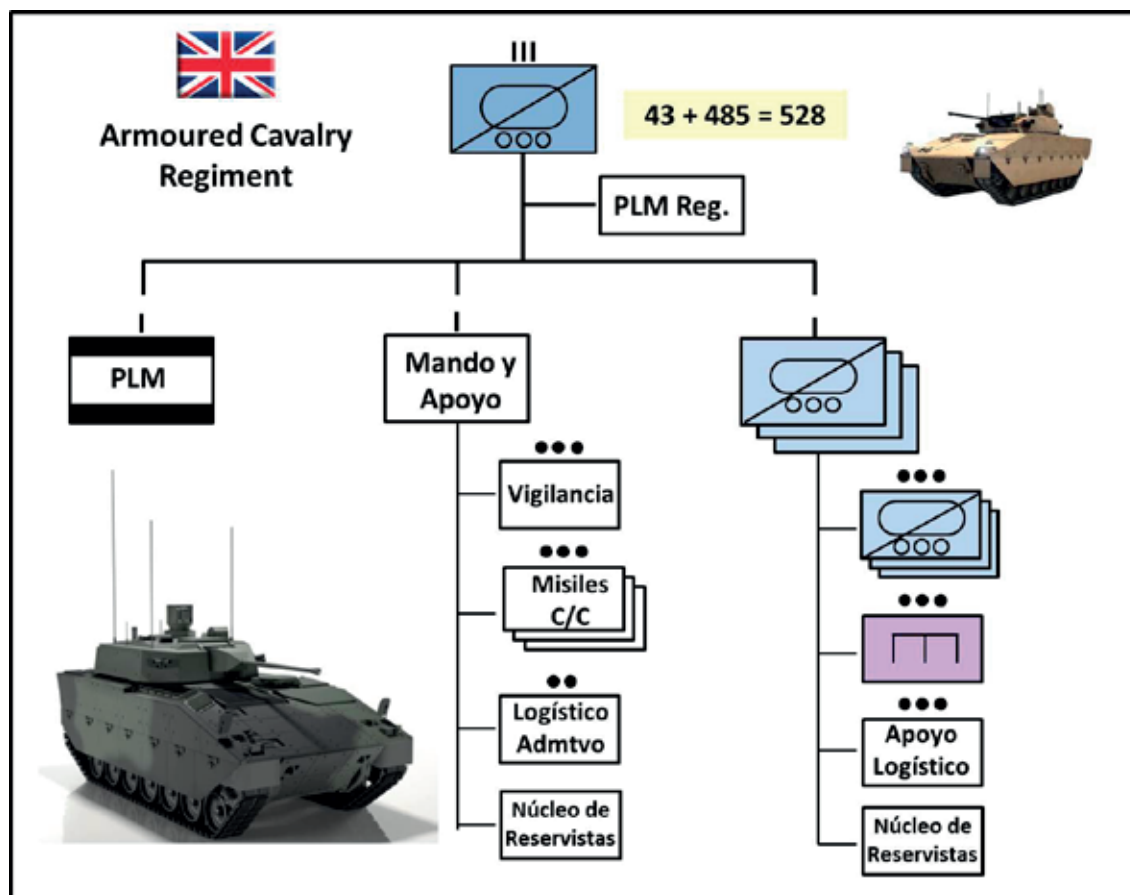 Armoured Cavalry
Regiment
43 + 485 = 528
PLM Reg.
PLM
Mando y
Apoyo
Vigilancia
Misiles
C/C
Logístico
Admtvo
Núcleo de
Reservistas
Apoyo
Logístico
Núcleo de
Reservistas